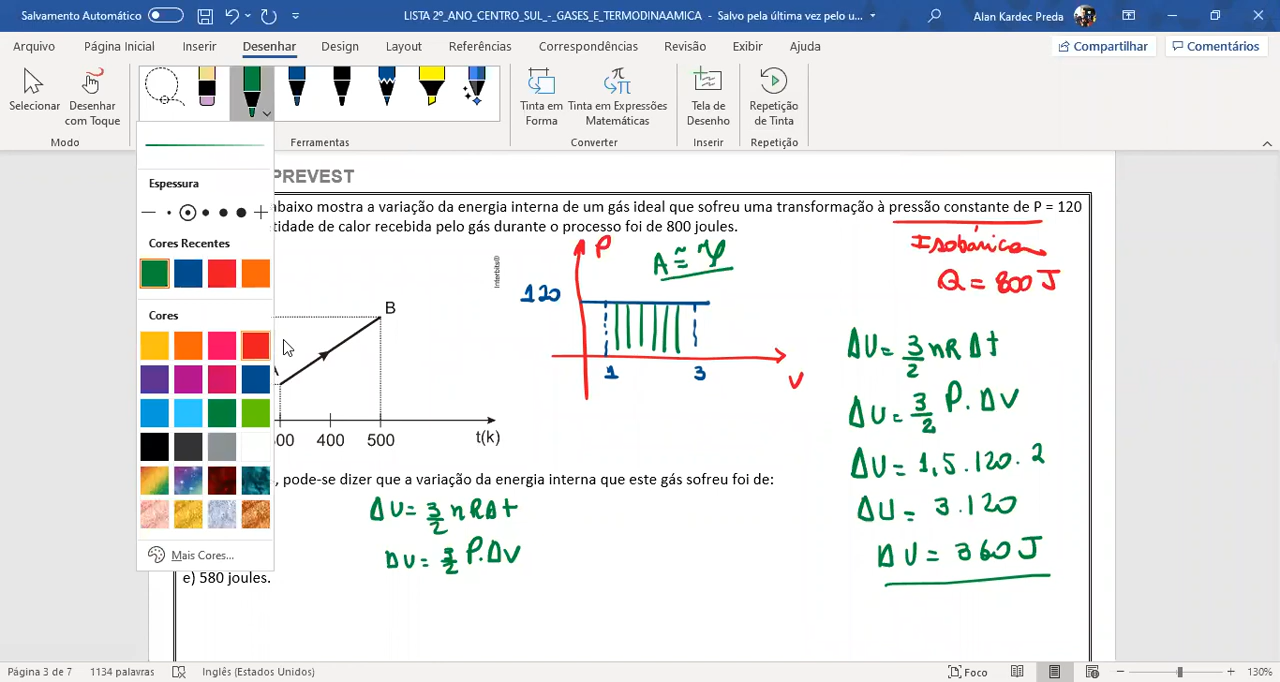 Salvamento Automático
LISTA 2º_ANO_CENTRO_SUL_-_GASES_E_TERMODINAAMICA - Salvo pela última vez pelo u...
Alan Kardec Preda
Arquivo Página Inicial Inserir Desenhar Design Layout Referências Correspondências Revisão Exibir Ajuda
Compartilhar Comentários
Selecionar
Desenhar com Toque
Tinta em Forma
Tinta em Expressões Matemáticas
Tela de Desenho
Repetição de Tinta
Modo Ferramentas Converter Inserir Repetição
Espessura
Cores Recentes
Cores
Mais Cores...
PREVEST
abaixo mostra a variação da energia interna de um gás ideal que sofreu uma transformação à pressão constante de P = 120
tidade de calor recebida pelo gás durante o processo foi de 800 joules.
Isobárica
Q = 800 J
Interbits®
B
00 400 500 t(k)
P
A ≅ 𝒯
120
1 3 V
ΔU = 3/2 nRΔt
ΔU = 3/2 P.ΔV
ΔU = 1,5.120.2
ΔU = 3.120
ΔU = 360 J
, pode-se dizer que a variação da energia interna que este gás sofreu foi de:
ΔU = 3/2 nRΔt
ΔU = 3/2 P.ΔV
e) 580 joules.
Página 3 de 7 1134 palavras Inglês (Estados Unidos) Foco 130%